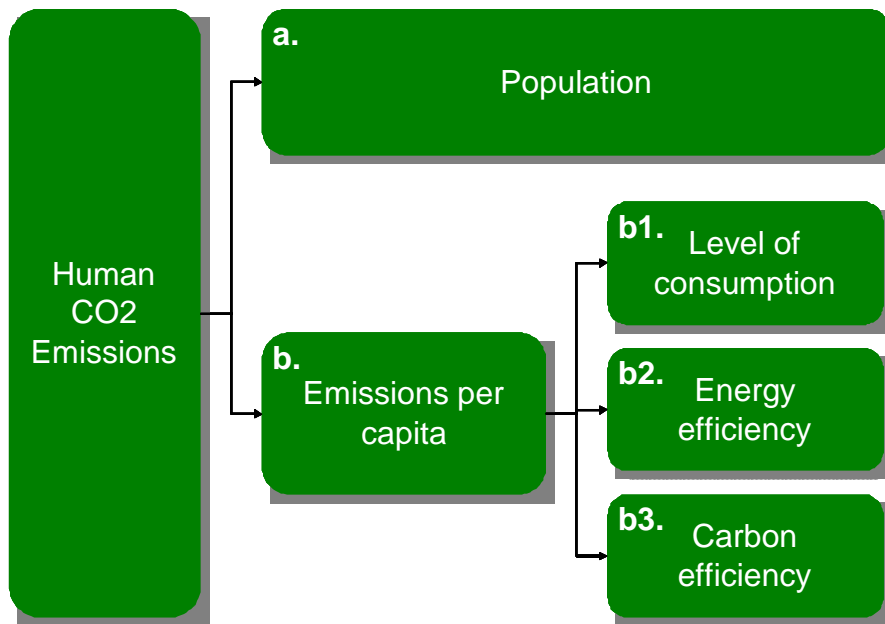 Human
CO2
Emissions
a.
Population
b.
Emissions per
capita
b1.
Level of
consumption
b2.
Energy
efficiency
b3.
Carbon
efficiency